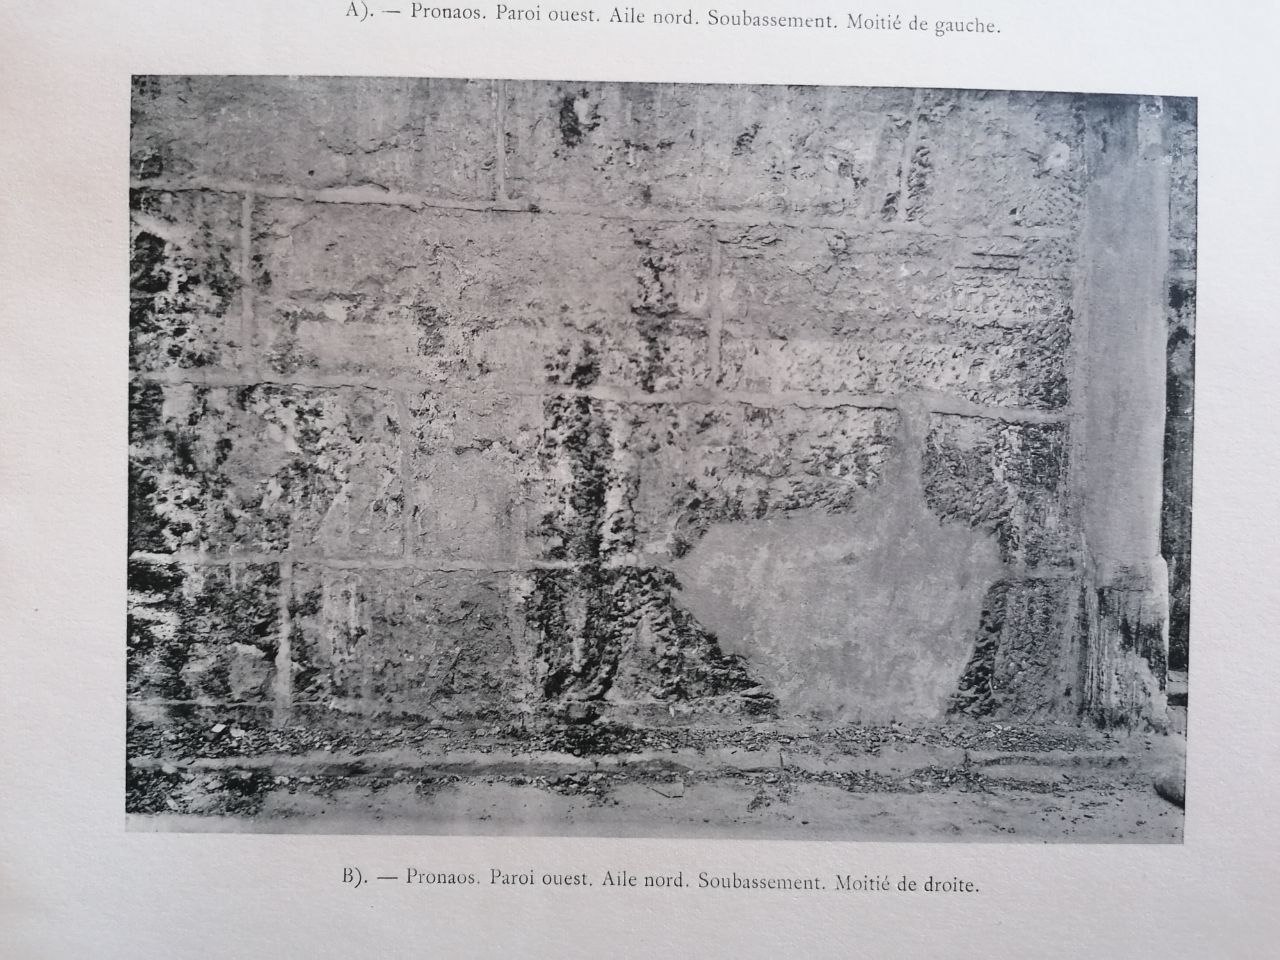 A). — Pronaos. Paroi ouest. Aile nord. Soubassement. Moitié de gauche.
B). — Pronaos. Paroi ouest. Aile nord. Soubassement. Moitié de droite.